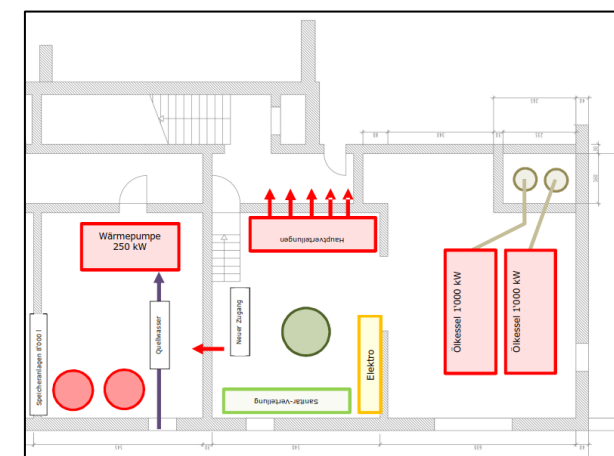 Wärmepumpe
250 kW
Hauptverteilungen
Ölkessel 1'000 kW
Ölkessel 1'000 kW
Speicheranlagen 6'000 l
Quellwasser
Neuer Zugang
Elektro
Sanitär-Verteilung